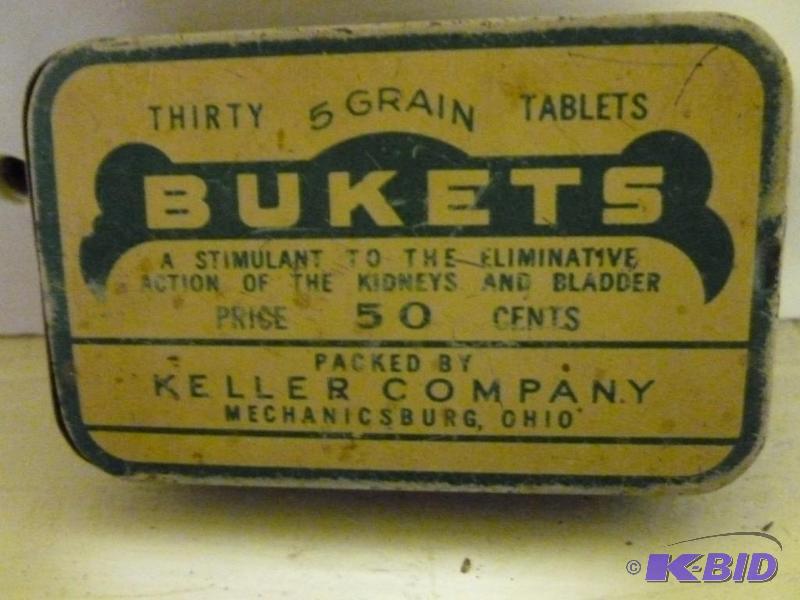 THIRTY 5 GRAIN TABLETS
BUKETS
A STIMULANT TO THE ELIMINATIVE
ACTION OF THE KIDNEYS AND BLADDER
PRICE 50 CENTS
PACKED BY
KELLER COMPANY
MECHANICSBURG, OHIO
© K-BID